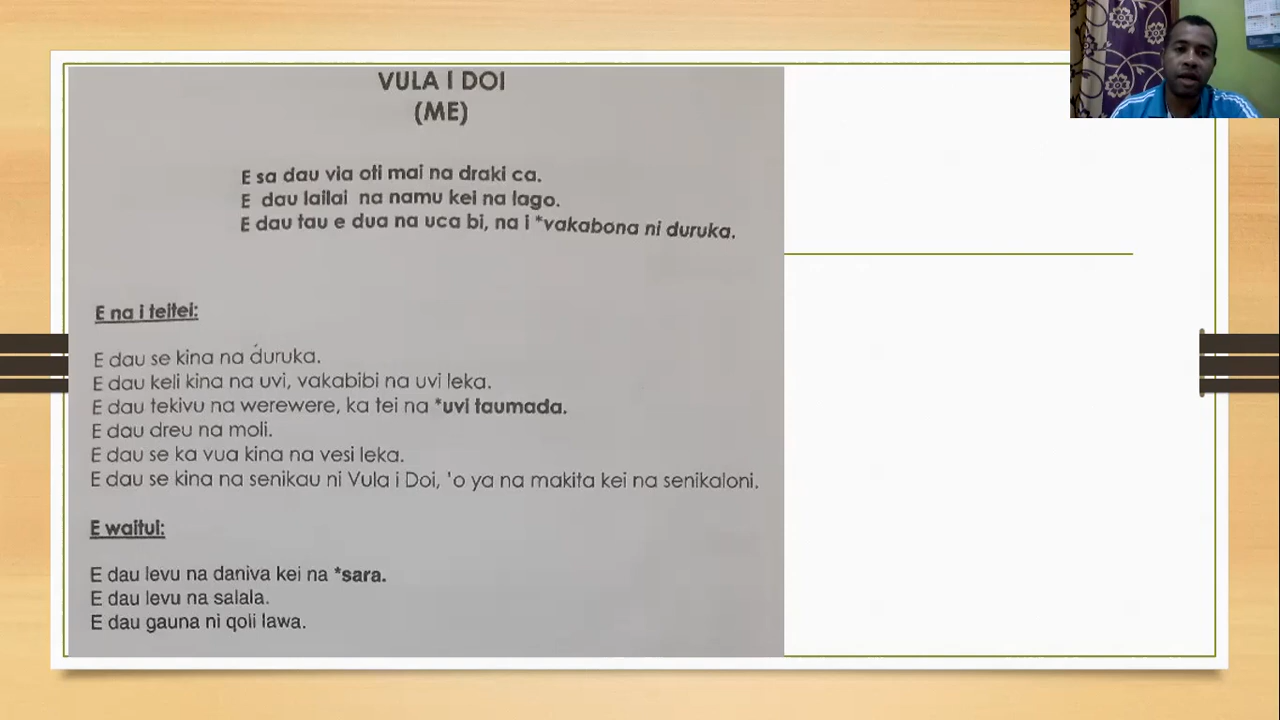 VULA I DOI
(ME)
E sa dau via oti mai na draki ca.
E dau lailai na namu kei na lago.
E dau tau e dua na uca bi, na i *vakabona ni duruka.
E na i teitei:
E dau se kina na duruka.
E dau keli kina na uvi, vakabibi na uvi leka.
E dau tekivu na werewere, ka tei na *uvi taumada.
E dau dreu na moli.
E dau se ka vua kina na vesi leka.
E dau se kina na senikau ni Vula i Doi, 'o ya na makita kei na senikaloni.
E waitui:
E dau levu na daniva kei na *sara.
E dau levu na salala.
E dau gauna ni qoli lawa.